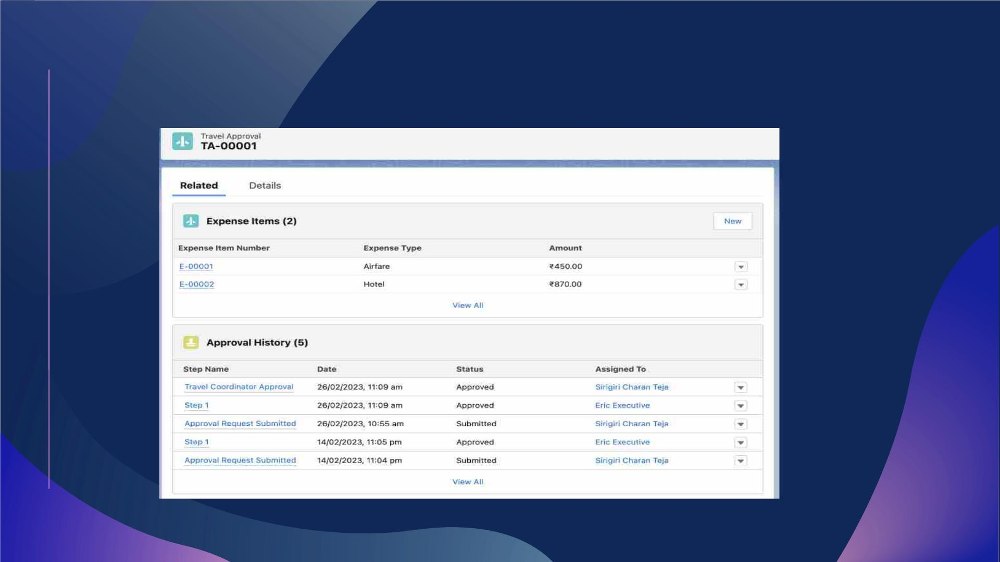 Travel Approval
TA-00001
Related Details
Expense Items (2) New
Expense Item Number Expense Type Amount
E-00001 Airfare ₹450.00
E-00002 Hotel ₹870.00
View All
Approval History (5)
Step Name Date Status Assigned To
Travel Coordinator Approval 26/02/2023, 11:09 am Approved Sirigiri Charan Teja
Step 1 26/02/2023, 11:09 am Approved Eric Executive
Approval Request Submitted 26/02/2023, 10:55 am Submitted Sirigiri Charan Teja
Step 1 14/02/2023, 11:05 pm Approved Eric Executive
Approval Request Submitted 14/02/2023, 11:04 pm Submitted Sirigiri Charan Teja
View All